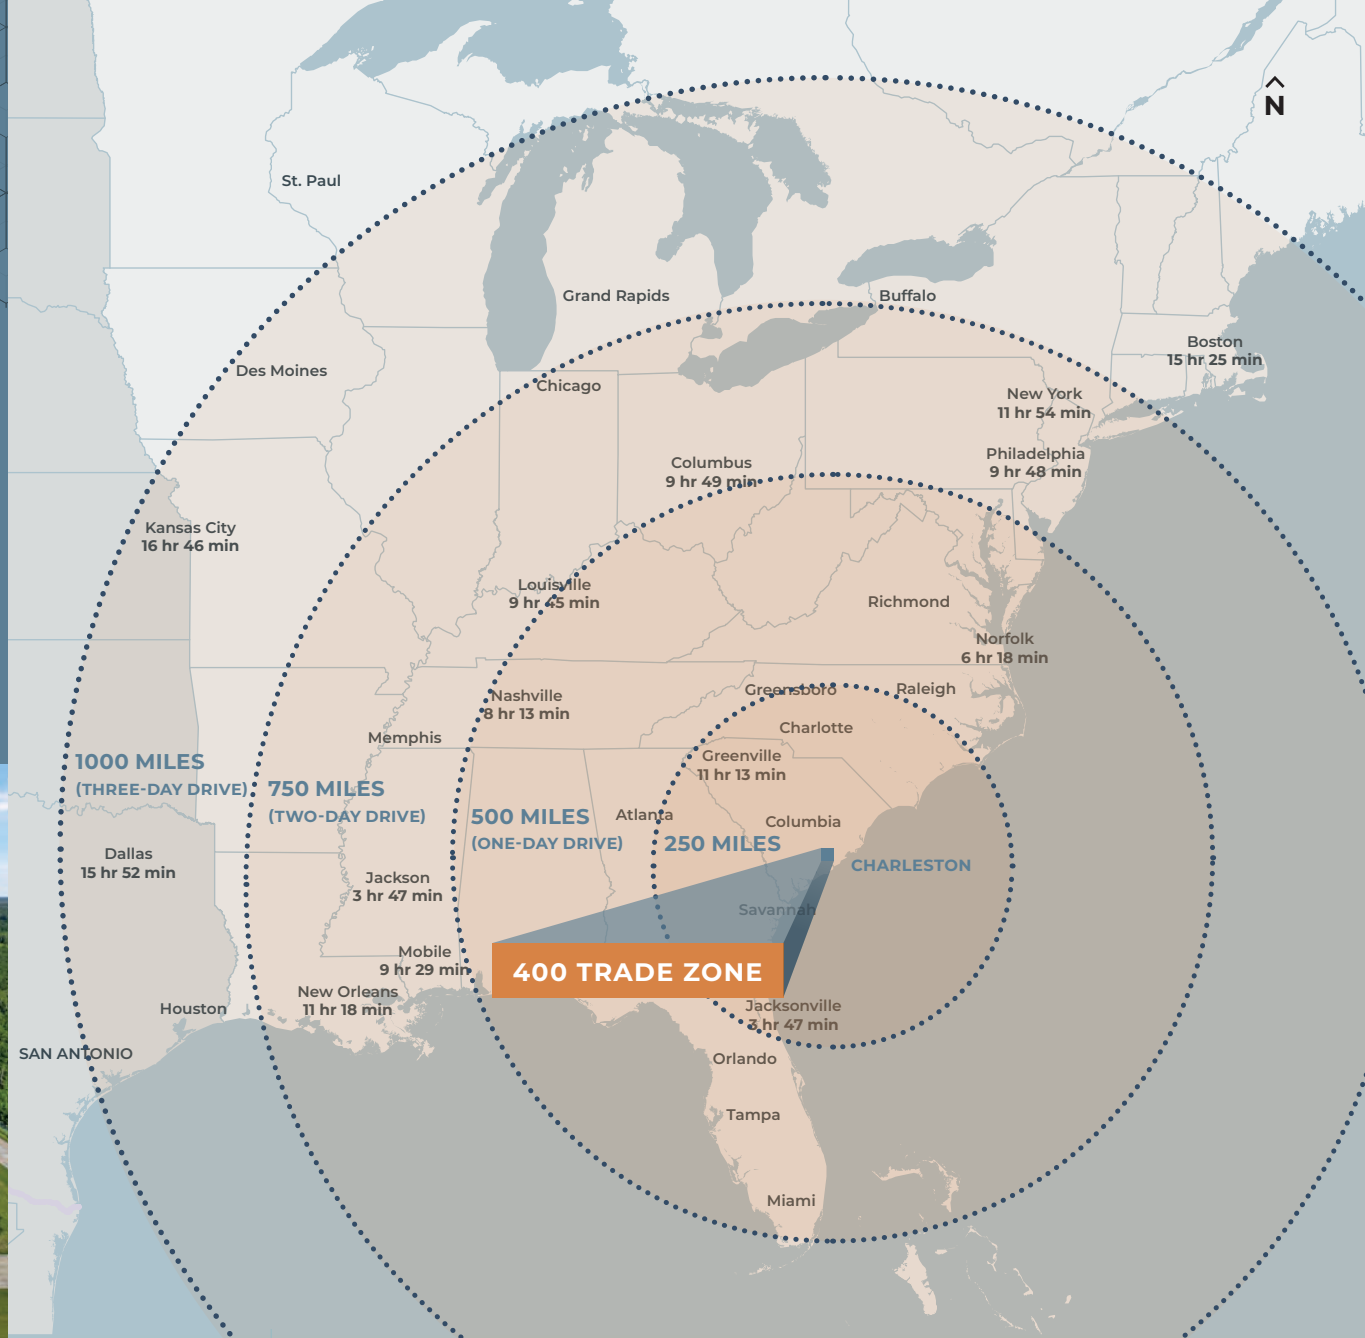 N
St. Paul
Grand Rapids
Buffalo
Boston
15 hr 25 min
Des Moines
Chicago
New York
11 hr 54 min
Columbus
9 hr 49 min
Philadelphia
9 hr 48 min
Kansas City
16 hr 46 min
Louisville
9 hr 45 min
Richmond
Norfolk
6 hr 18 min
Nashville
8 hr 13 min
Greensboro
Raleigh
Memphis
Charlotte
Greenville
11 hr 13 min
1000 MILES
(THREE-DAY DRIVE)
750 MILES
(TWO-DAY DRIVE)
500 MILES
(ONE-DAY DRIVE)
Atlanta
Columbia
250 MILES
CHARLESTON
Dallas
15 hr 52 min
Jackson
3 hr 47 min
Savannah
Mobile
9 hr 29 min
400 TRADE ZONE
New Orleans
11 hr 18 min
Houston
Jacksonville
3 hr 47 min
SAN ANTONIO
Orlando
Tampa
Miami